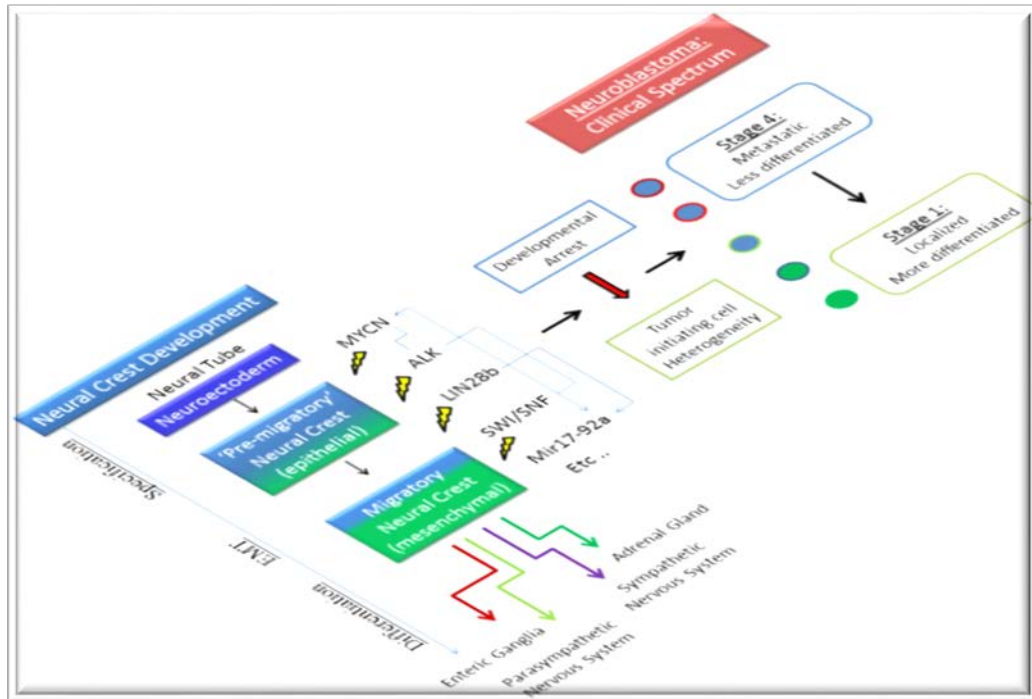 Neuroblastoma:
Clinical Spectrum
Stage 4:
Metastatic
Less differentiated
Stage 1:
Localized
More differentiated
Developmental
Arrest
Tumor
initiating cell
Heterogeneity
Neural Crest Development
Neural Tube
Neuroectoderm
'Pre-migratory'
Neural Crest
(epithelial)
Migratory
Neural Crest
(mesenchymal)
MYCN
ALK
LIN28b
SWI/SNF
Mir17-92a
Etc ..
Specification
EMT
Differentiation
Adrenal Gland
Sympathetic
Nervous System
Parasympathetic
Nervous System
Enteric Ganglia